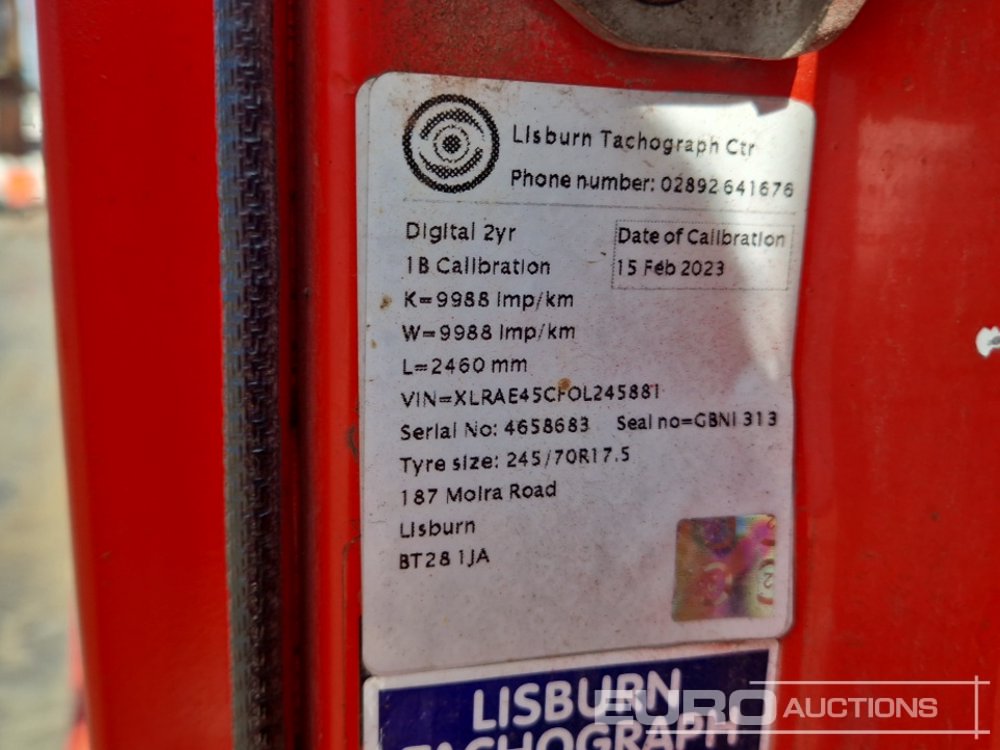 Lisburn Tachograph Ctr
Phone number: 02892 641676
Digital 2yr
1B Calibration
Date of Calibration
15 Feb 2023
K=9988 Imp/km
W=9988 Imp/km
L=2460 mm
VIN=XLRAE45CF0L245881
Serial No: 4658683 Seal no=GBNI 313
Tyre size: 245/70R17.5
187 Moira Road
Lisburn
BT28 1JA
LISBURN
TACHOGRAPH
EURO AUCTIONS